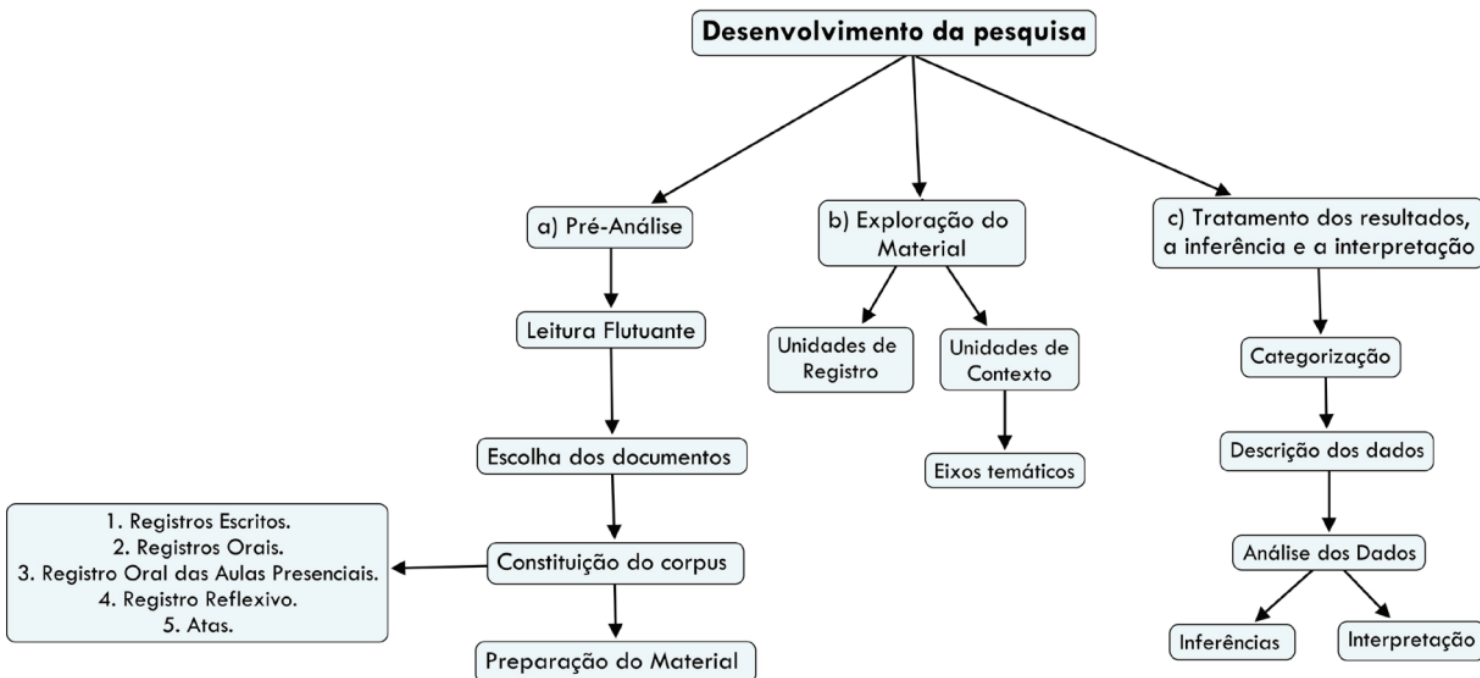 Desenvolvimento da pesquisa
a) Pré-Análise
Leitura Flutuante
Escolha dos documentos
Constituição do corpus
1. Registros Escritos.
2. Registros Orais.
3. Registro Oral das Aulas Presenciais.
4. Registro Reflexivo.
5. Atas.
Preparação do Material
b) Exploração do
Material
Unidades de
Registro
Unidades de
Contexto
Eixos temáticos
c) Tratamento dos resultados,
a inferência e a interpretação
Categorização
Descrição dos dados
Análise dos Dados
Inferências
Interpretação